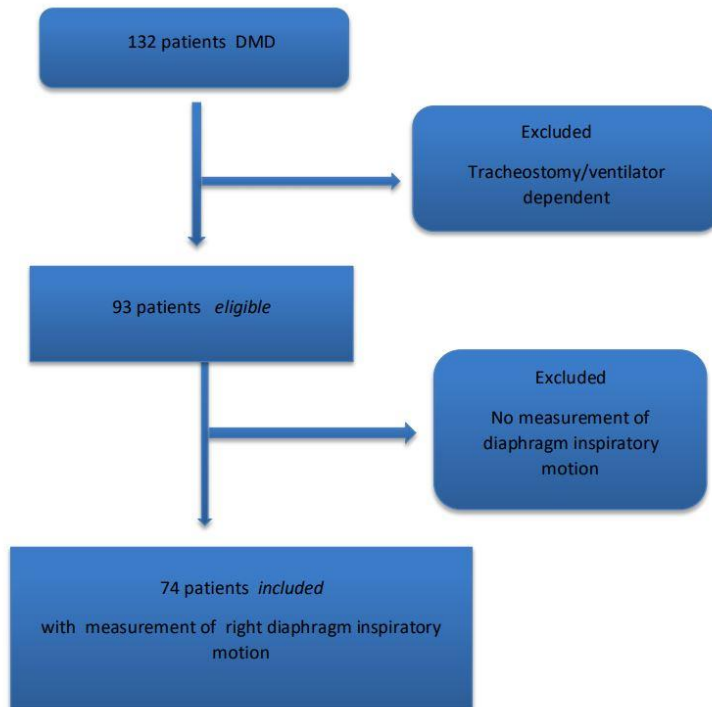 132 patients DMD
Excluded
Tracheostomy/ventilator
dependent
93 patients eligible
Excluded
No measurement of
diaphragm inspiratory
motion
74 patients included
with measurement of right diaphragm inspiratory
motion